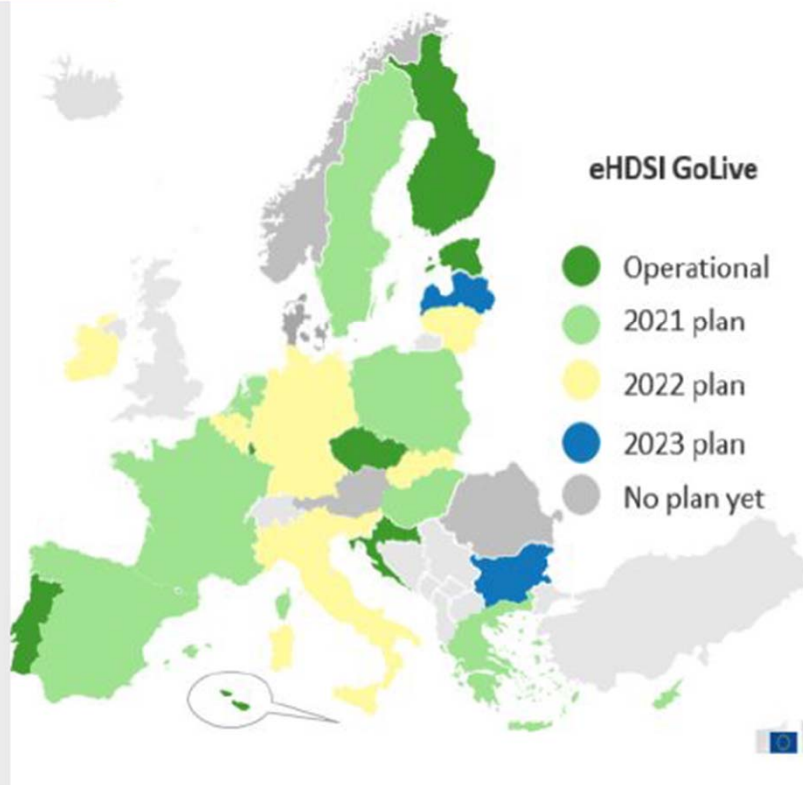 eHDSI GoLive
Operational
2021 plan
2022 plan
2023 plan
No plan yet